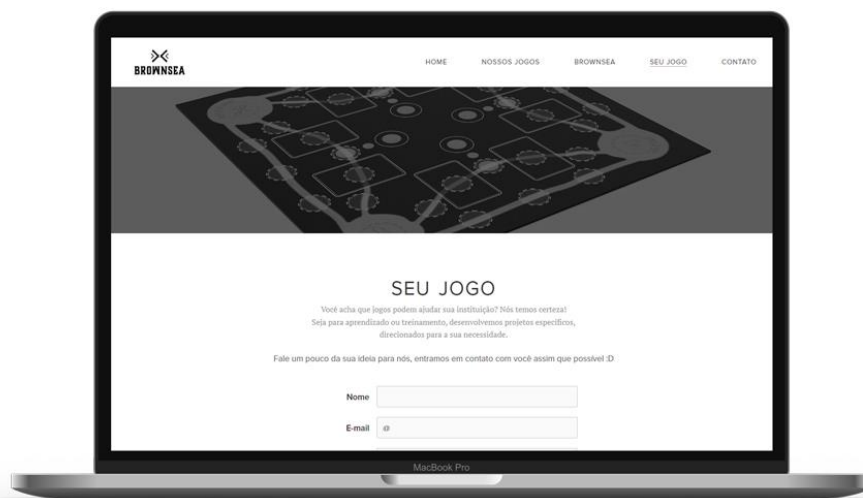 BROWNSEA
HOME NOSSOS JOGOS BROWNSEA SEU JOGO CONTATO
SEU JOGO
Você acha que jogos podem ajudar sua instituição? Nós temos certeza!
Seja para aprendizado ou treinamento, desenvolvemos projetos específicos,
direcionados para a sua necessidade.
Fale um pouco da sua ideia para nós, entramos em contato com você assim que possível :D
Nome
E-mail @
MacBook Pro